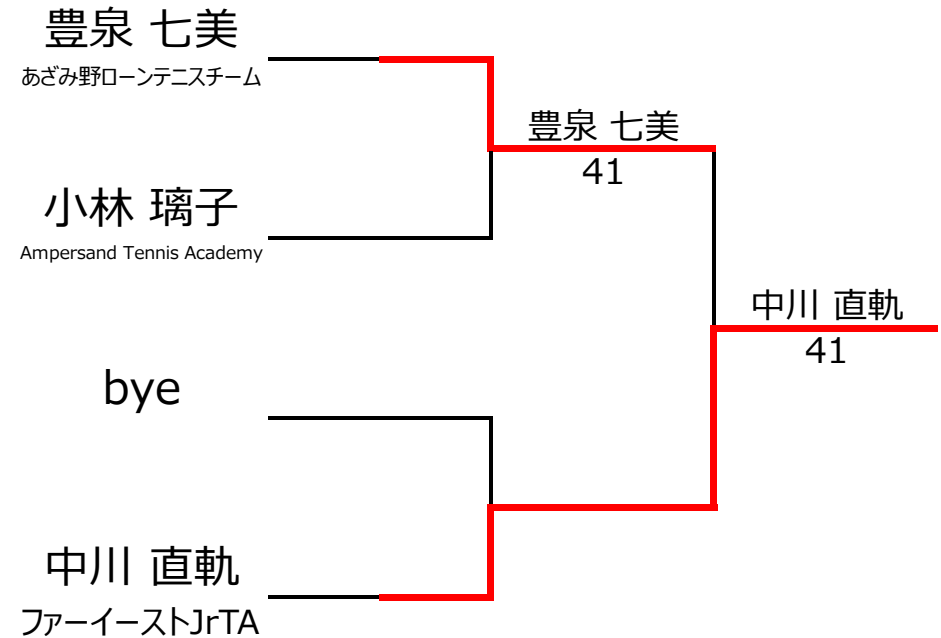 豊泉 七美
あざみ野ローンテニスチーム
豊泉 七美
41
小林 璃子
Ampersand Tennis Academy
中川 直軌
41
bye
中川 直軌
ファーイーストJrTA